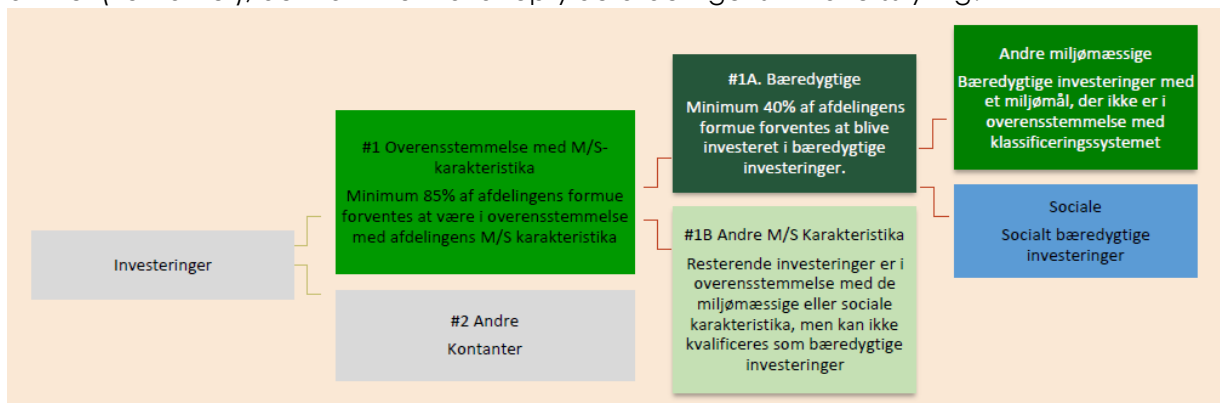 Investeringer
#1 Overensstemmelse med M/S-
karakteristika
Minimum 85% af afdelingens formue
forventes at være i overensstemmelse
med afdelingens M/S karakteristika
#2 Andre
Kontanter
#1A. Bæredygtige
Minimum 40% af afdelingens
formue forventes at blive
investeret i bæredygtige
investeringer.
#1B Andre M/S Karakteristika
Resterende investeringer er i
overensstemmelse med de
miljømæssige eller sociale
karakteristika, men kan ikke
kvalificeres som bæredygtige
investeringer
Andre miljømæssige
Bæredygtige investeringer med
et miljømål, der ikke er i
overensstemmelse med
klassificeringssystemet
Sociale
Socialt bæredygtige
investeringer